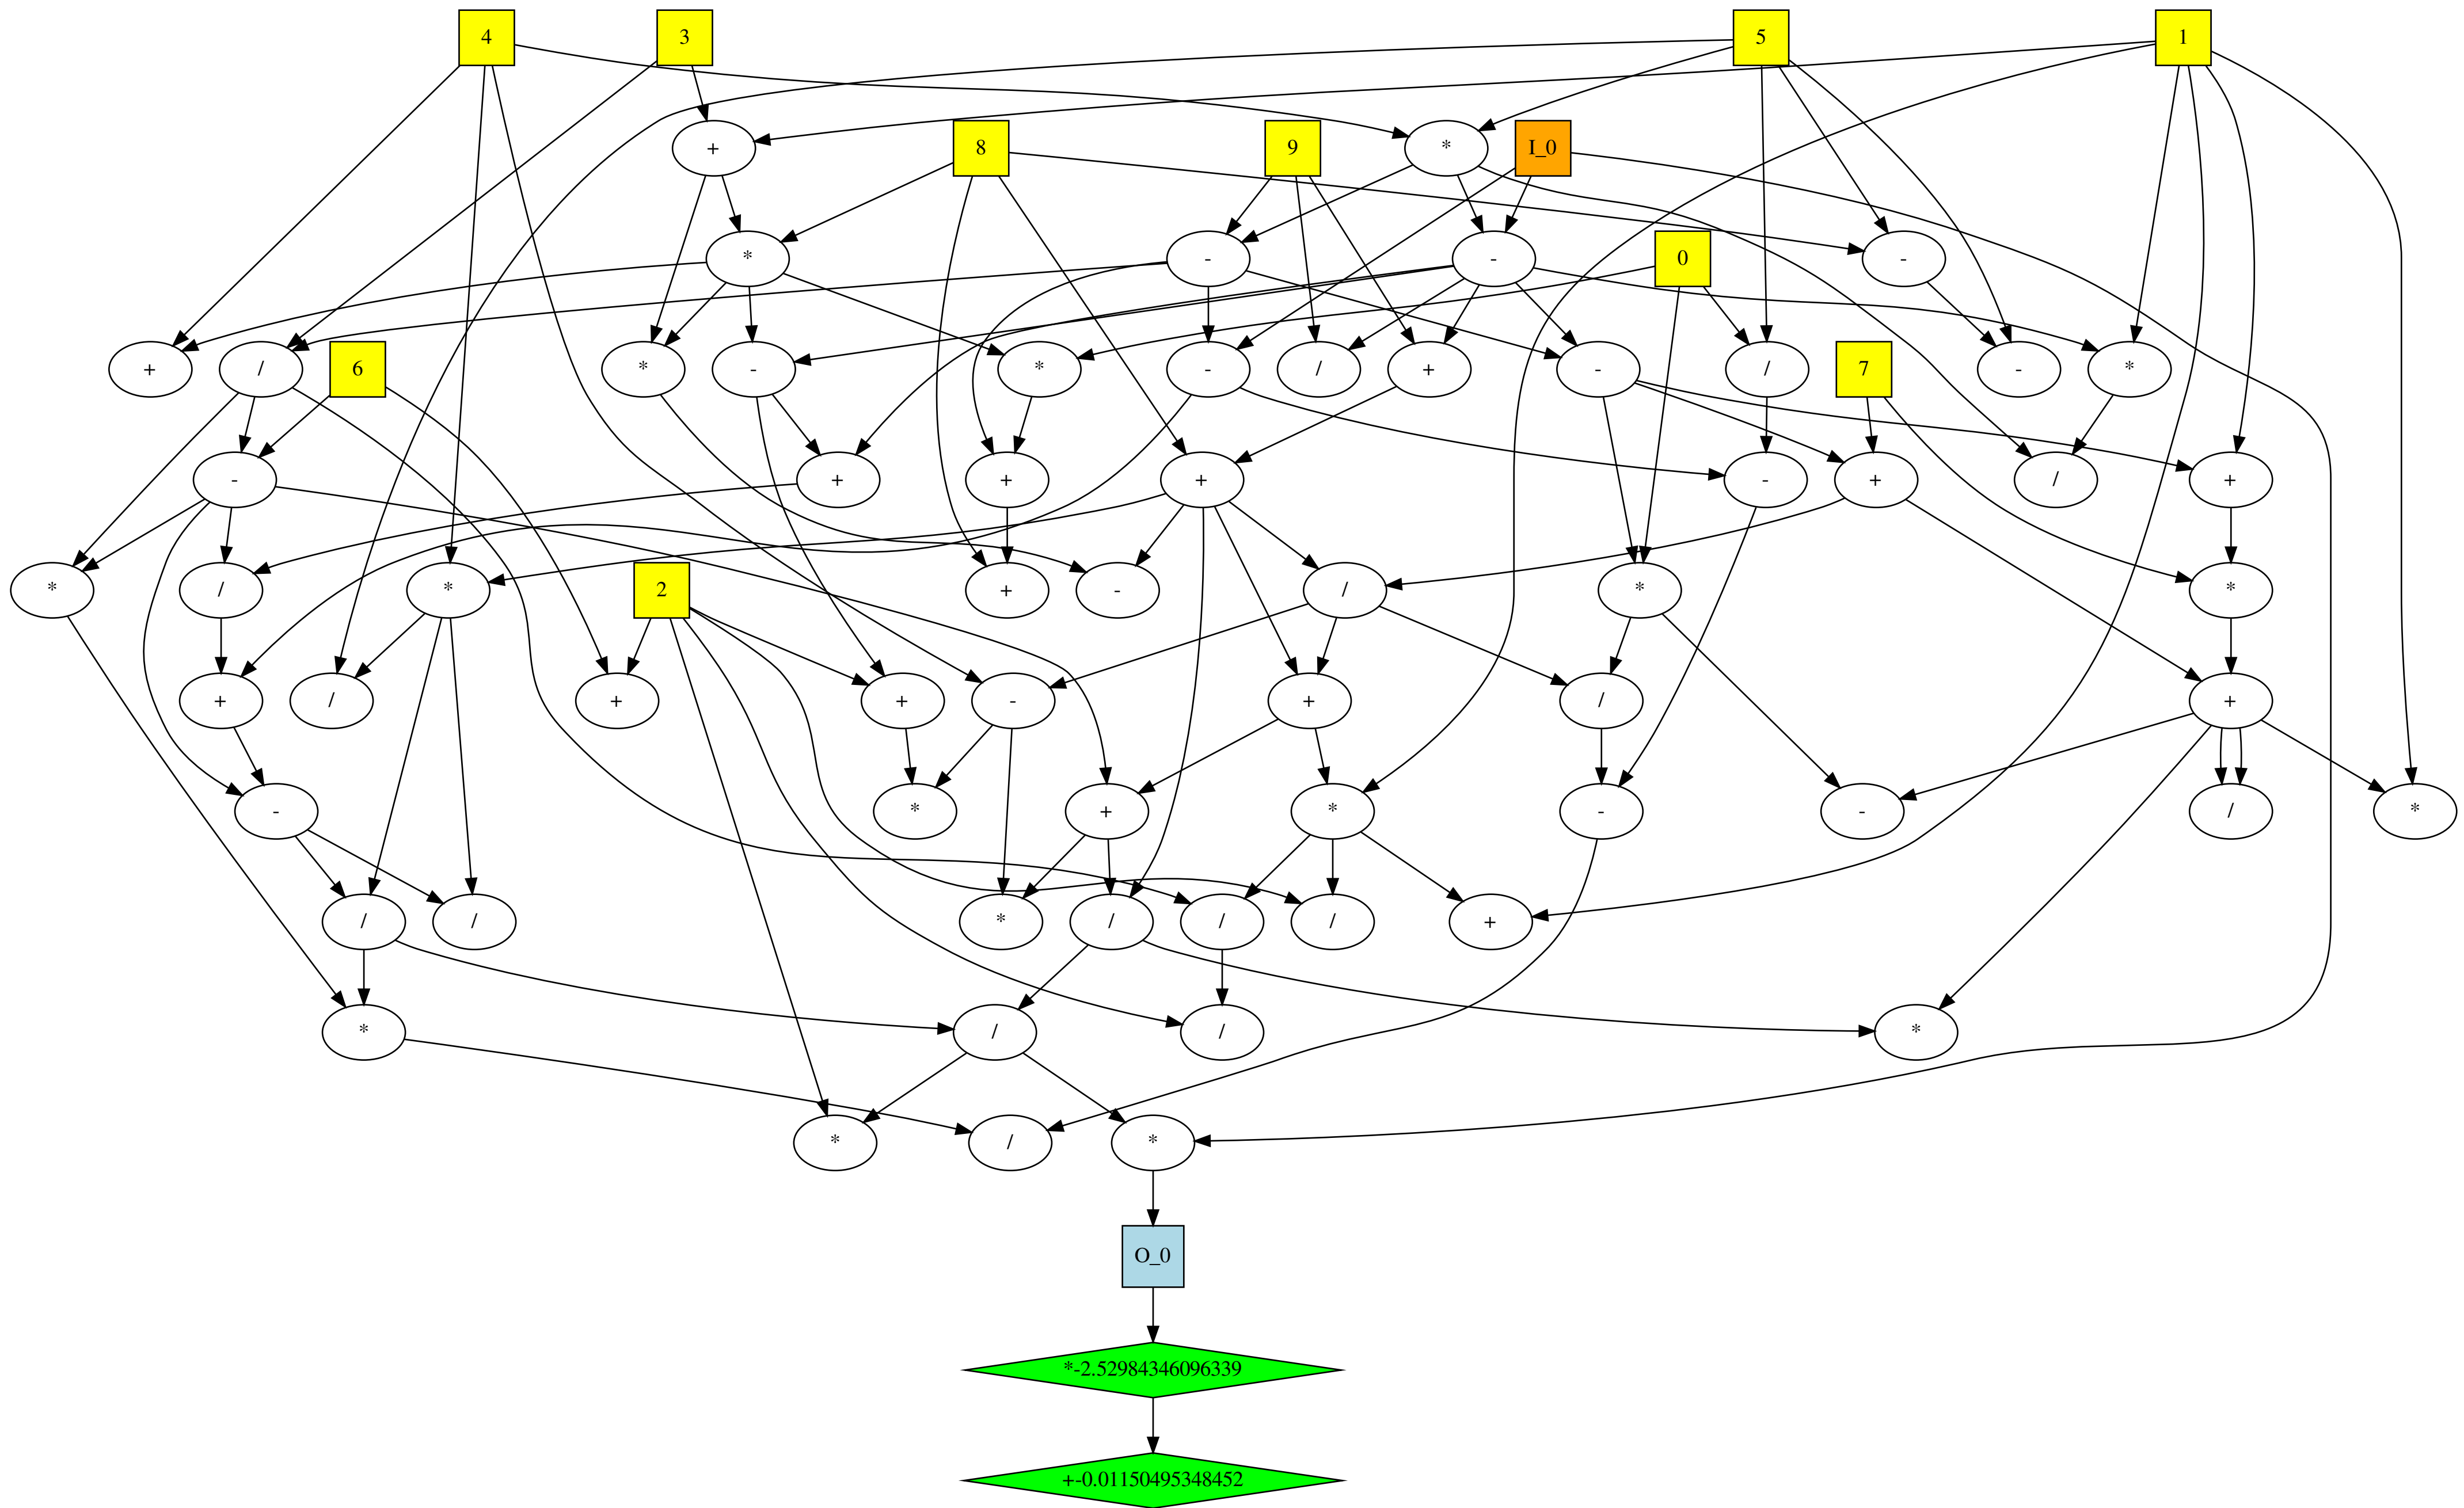 4 3 5 1
+ 8 9 * I_0
* - - 0 -
+ / 6 * - * - / + - / 7 - *
- + + + - + / +
* / * 2 + - / * *
+ / + + - + / +
- * + * - - / *
/ / * / / / +
* / / *
* / *
O_0
*-2.52984346096339
+-0.01150495348452